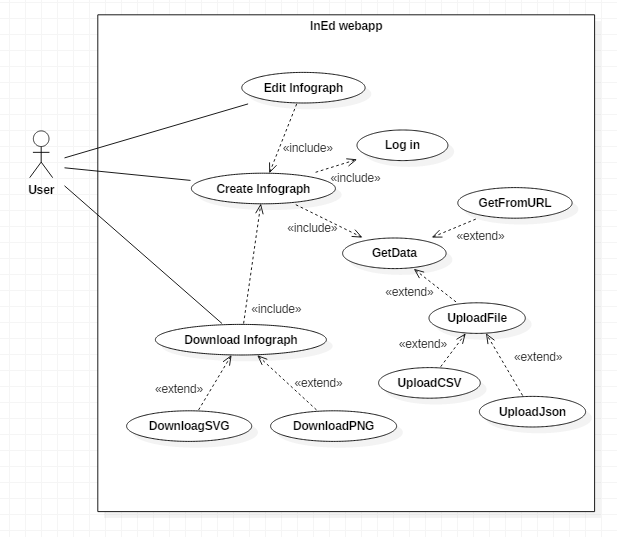 InEd webapp
Edit Infograph
«include»
Log in
User
Create Infograph
«include»
GetFromURL
«include»
«extend»
GetData
«extend»
«include»
UploadFile
Download Infograph
«extend»
«extend»
UploadCSV
«extend»
«extend»
UploadJson
DownloagSVG
DownloadPNG